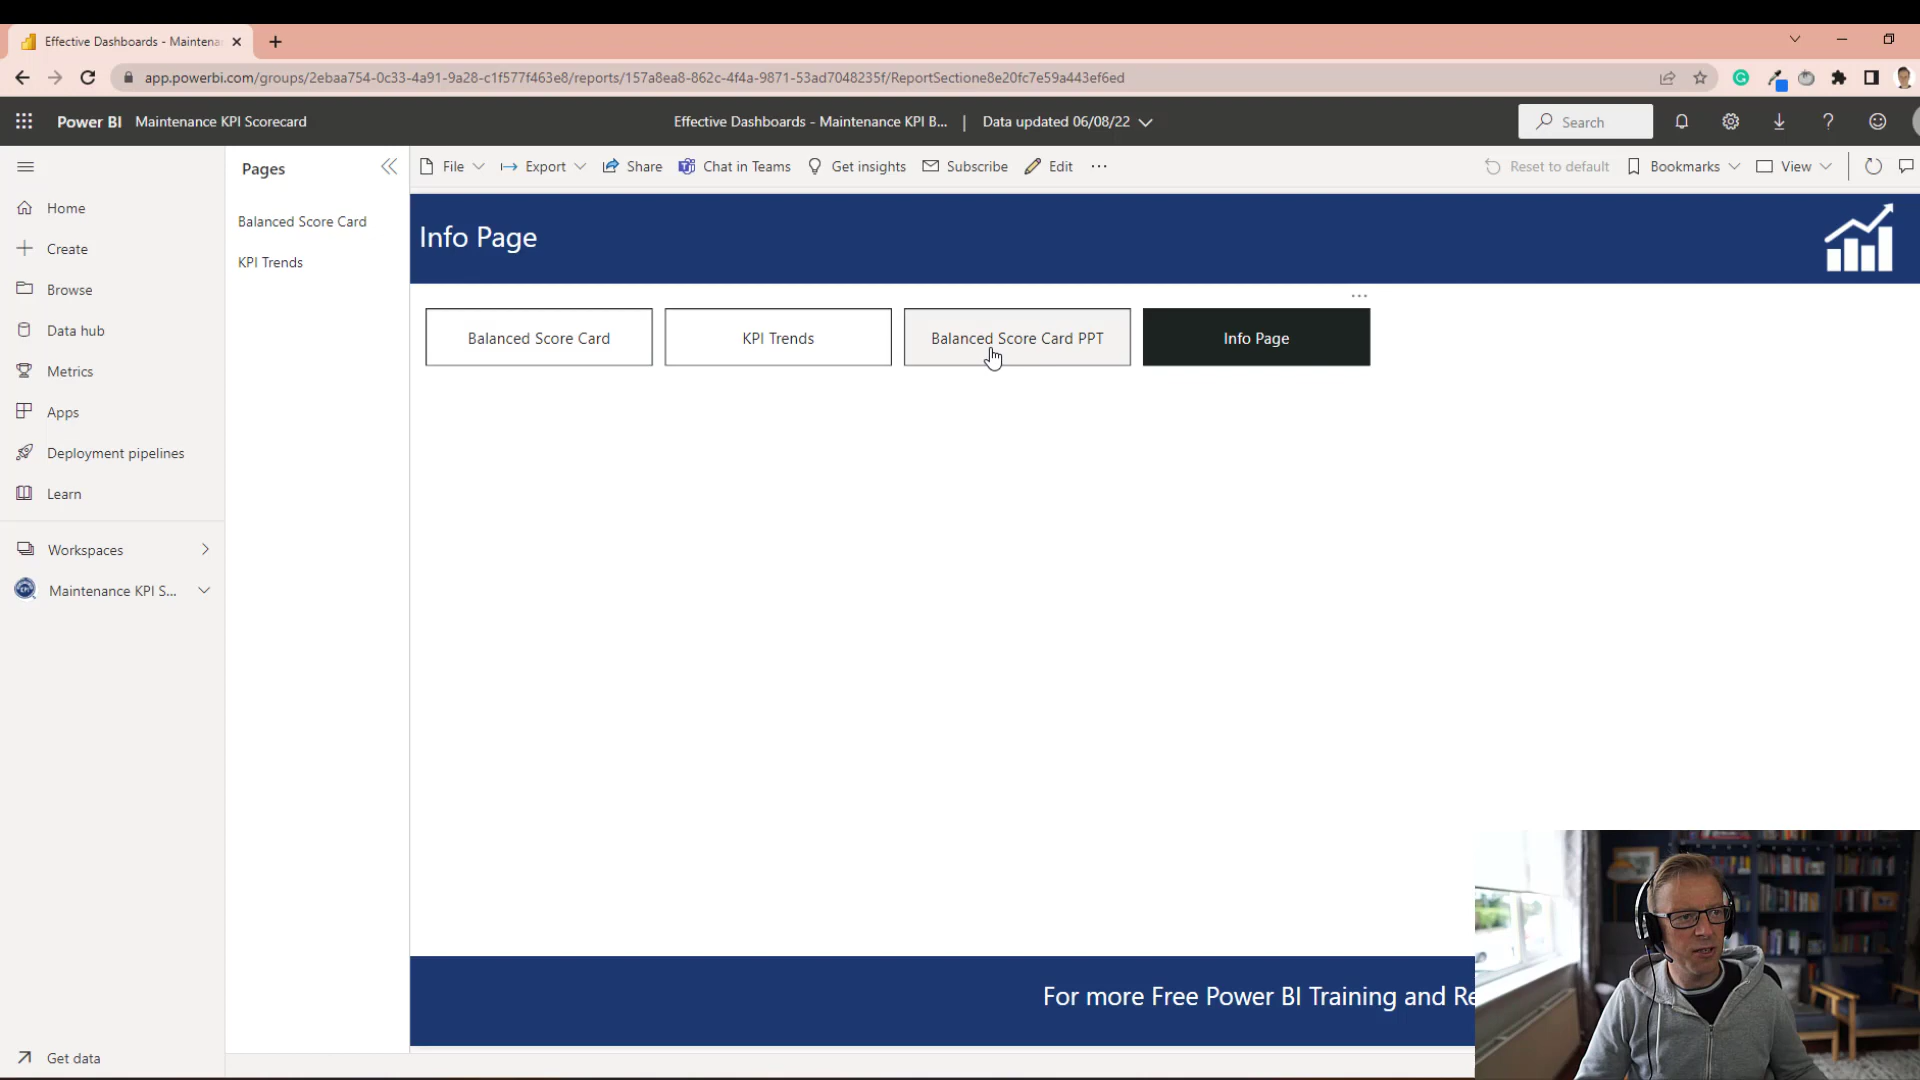 Effective Dashboards - Maintena
app.powerbi.com/groups/2ebaa754-0c33-4a91-9a28-c1f577f463e8/reports/157a8ea8-862c-4f4a-9871-53ad7048235f/ReportSectione8e20fc7e59a443ef6ed
Power BI Maintenance KPI Scorecard Effective Dashboards - Maintenance KPI B... | Data updated 06/08/22 Search
Pages
File Export Share Chat in Teams Get insights Subscribe Edit ... Reset to default Bookmarks View
Home
Create
Browse
Data hub
Metrics
Apps
Deployment pipelines
Learn
Workspaces
Maintenance KPI S...
Get data
Balanced Score Card
KPI Trends
Info Page
Balanced Score Card KPI Trends Balanced Score Card PPT Info Page
For more Free Power BI Training and Re